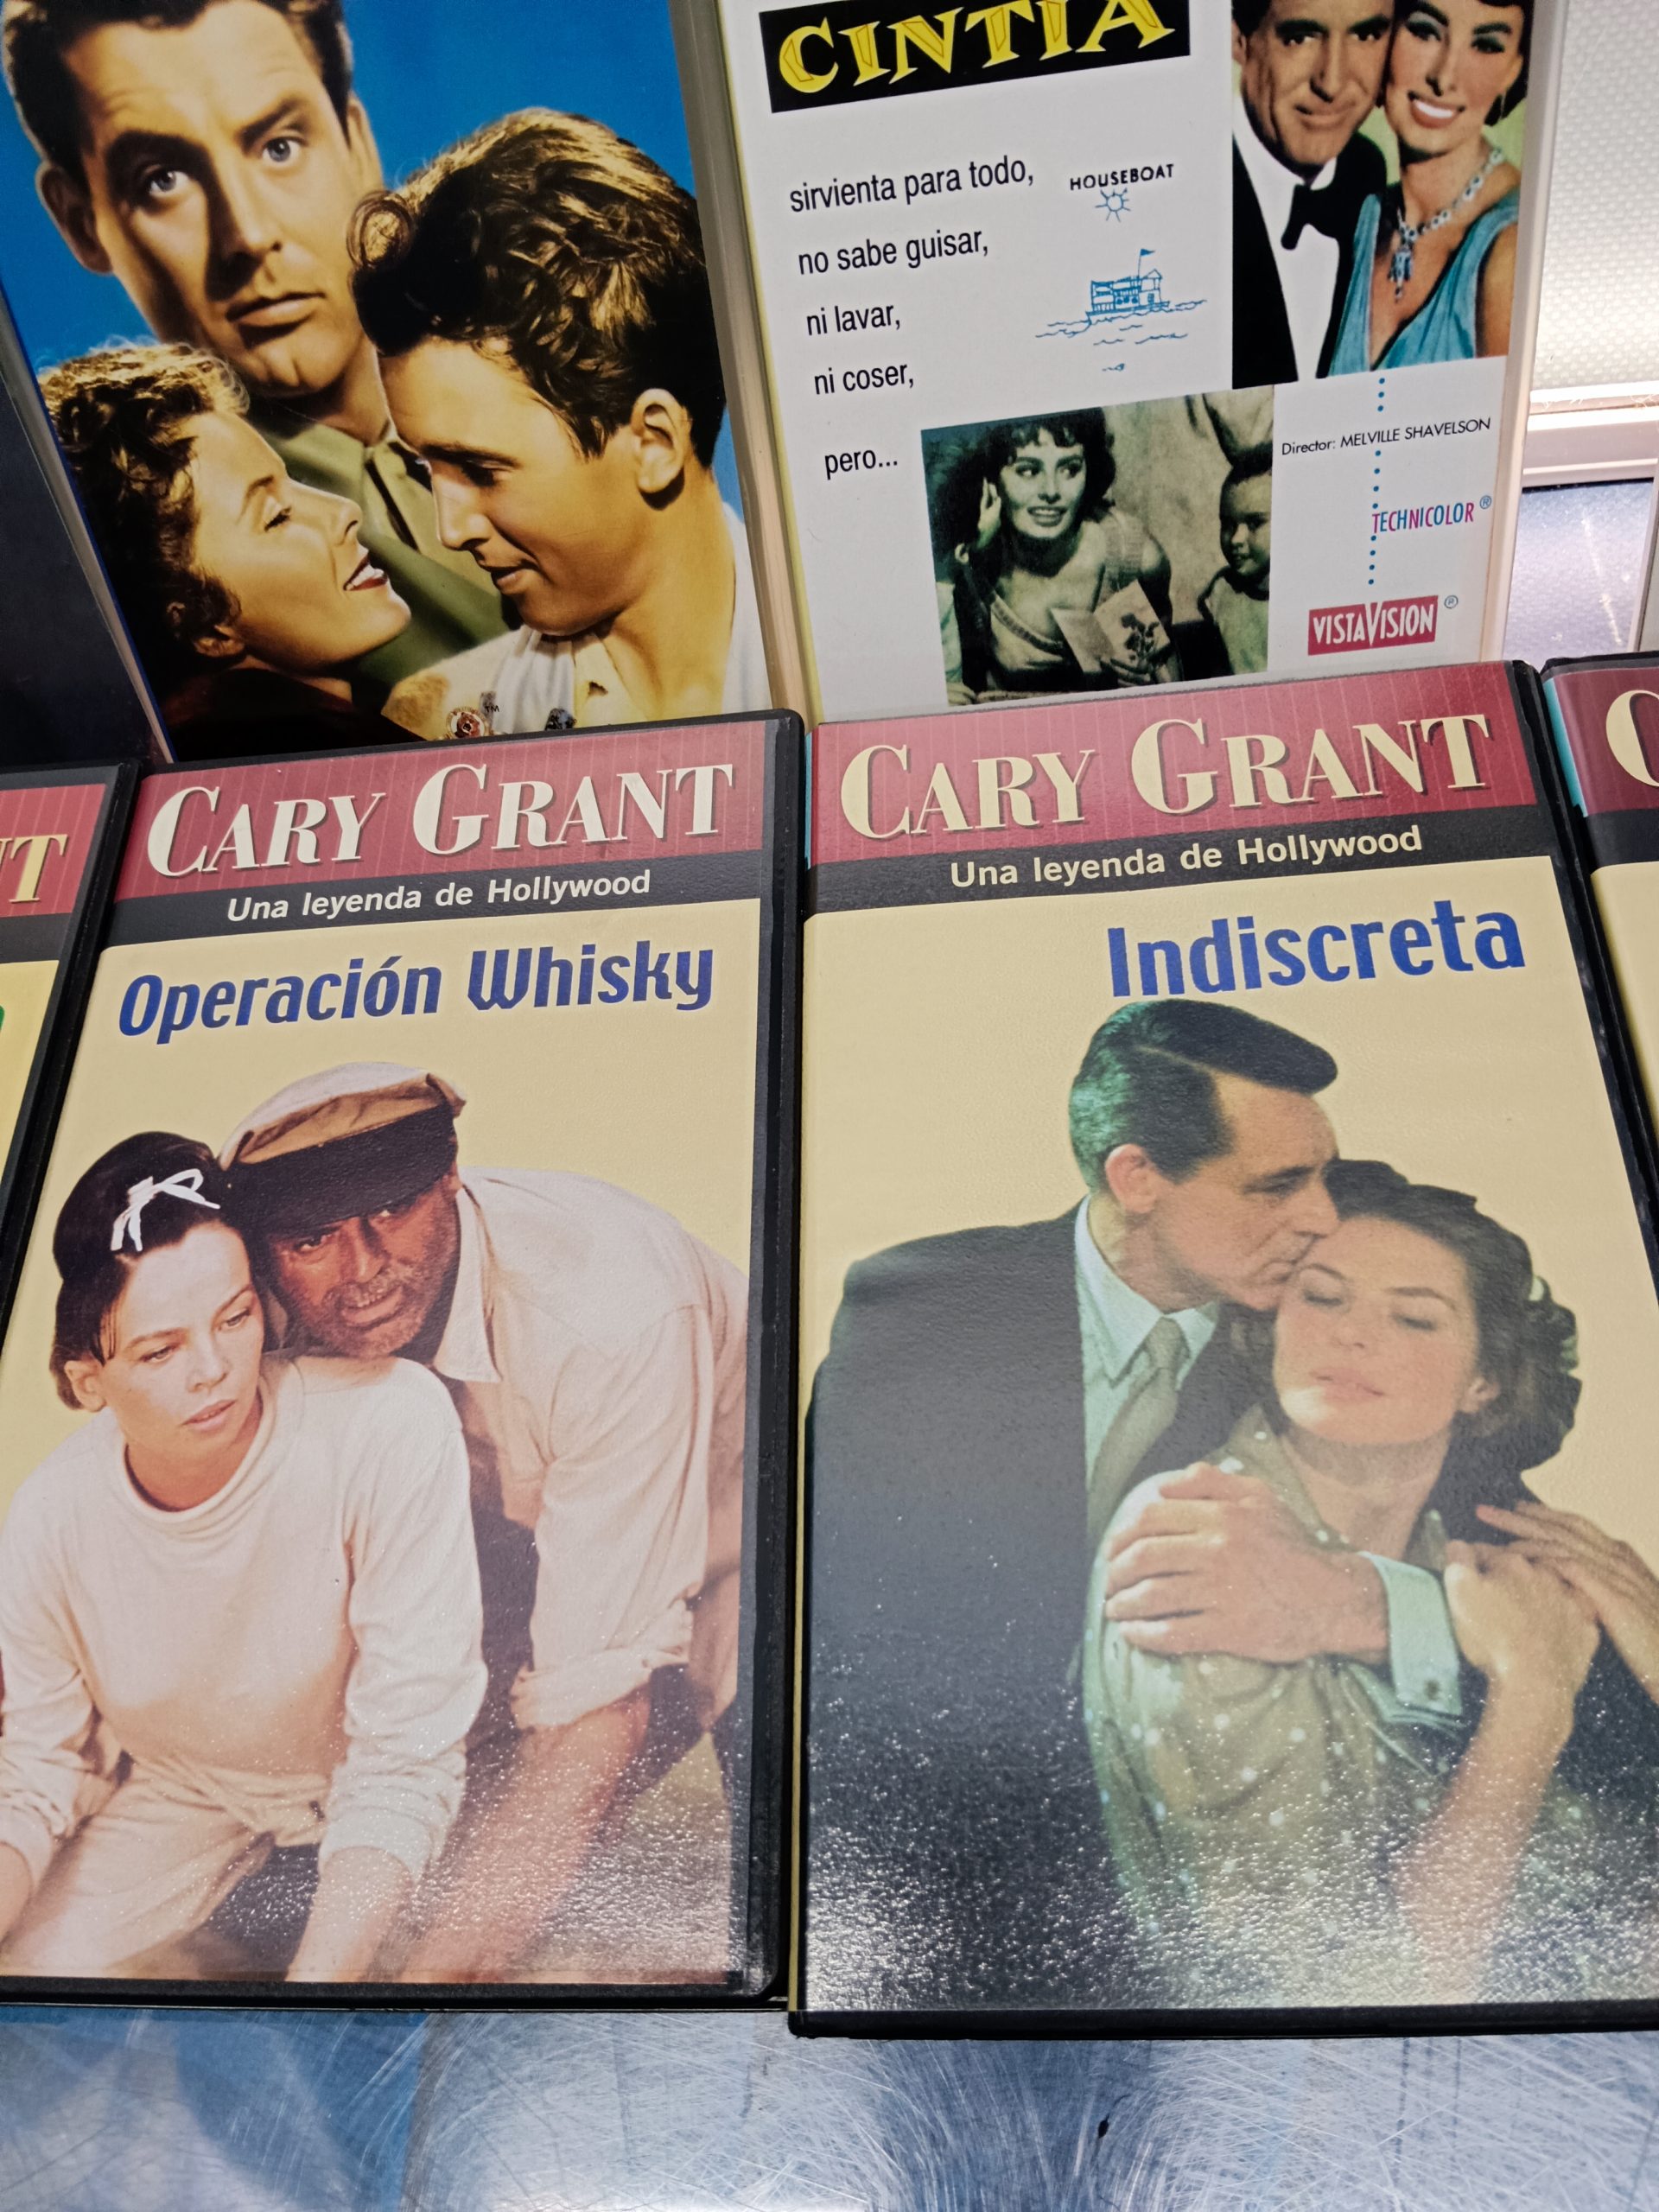 CINTIA
sirvienta para todo,
no sabe guisar,
ni lavar,
ni coser,
pero...
HOUSEBOAT
Director: MELVILLE SHAVELSON
TECHNICOLOR®
VISTAVISION®
CARY GRANT
Una leyenda de Hollywood
Operación Whisky
CARY GRANT
Una leyenda de Hollywood
Indiscreta